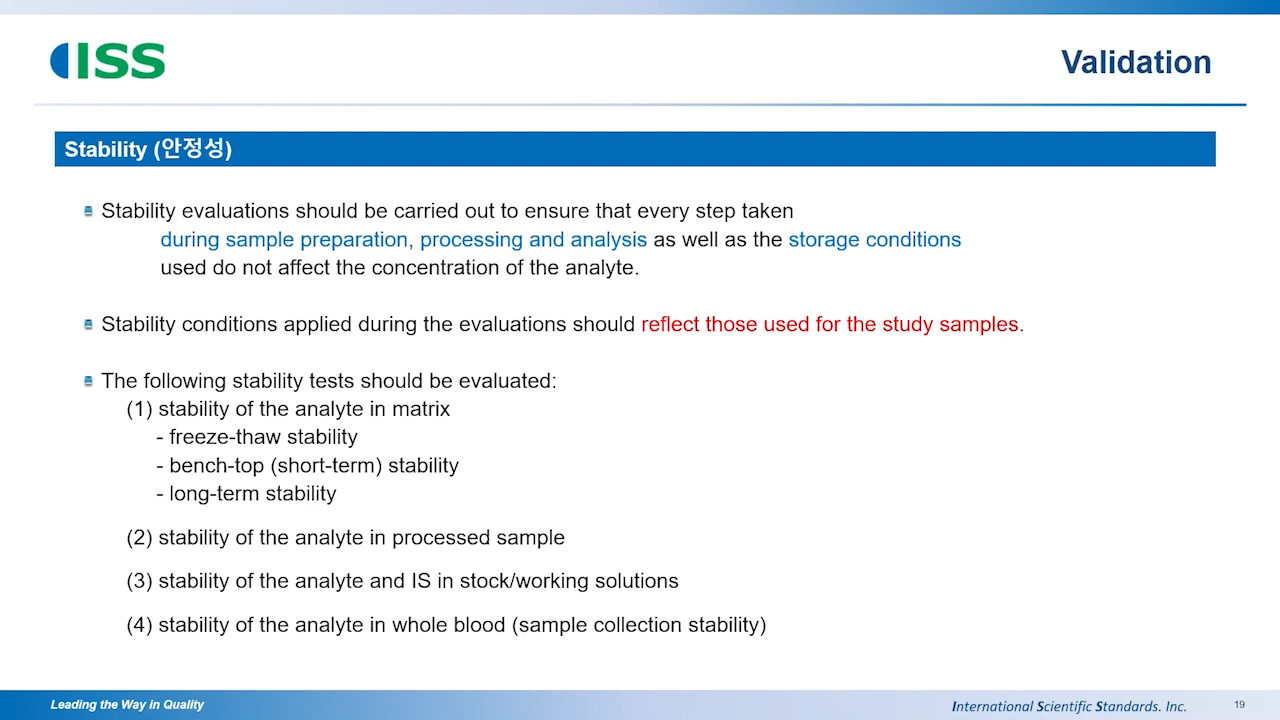 ISS
Validation
Stability (안정성)
Stability evaluations should be carried out to ensure that every step taken
during sample preparation, processing and analysis as well as the storage conditions
used do not affect the concentration of the analyte.
Stability conditions applied during the evaluations should reflect those used for the study samples.
The following stability tests should be evaluated:
(1) stability of the analyte in matrix
- freeze-thaw stability
- bench-top (short-term) stability
- long-term stability
(2) stability of the analyte in processed sample
(3) stability of the analyte and IS in stock/working solutions
(4) stability of the analyte in whole blood (sample collection stability)
Leading the Way in Quality
International Scientific Standards. Inc.
19